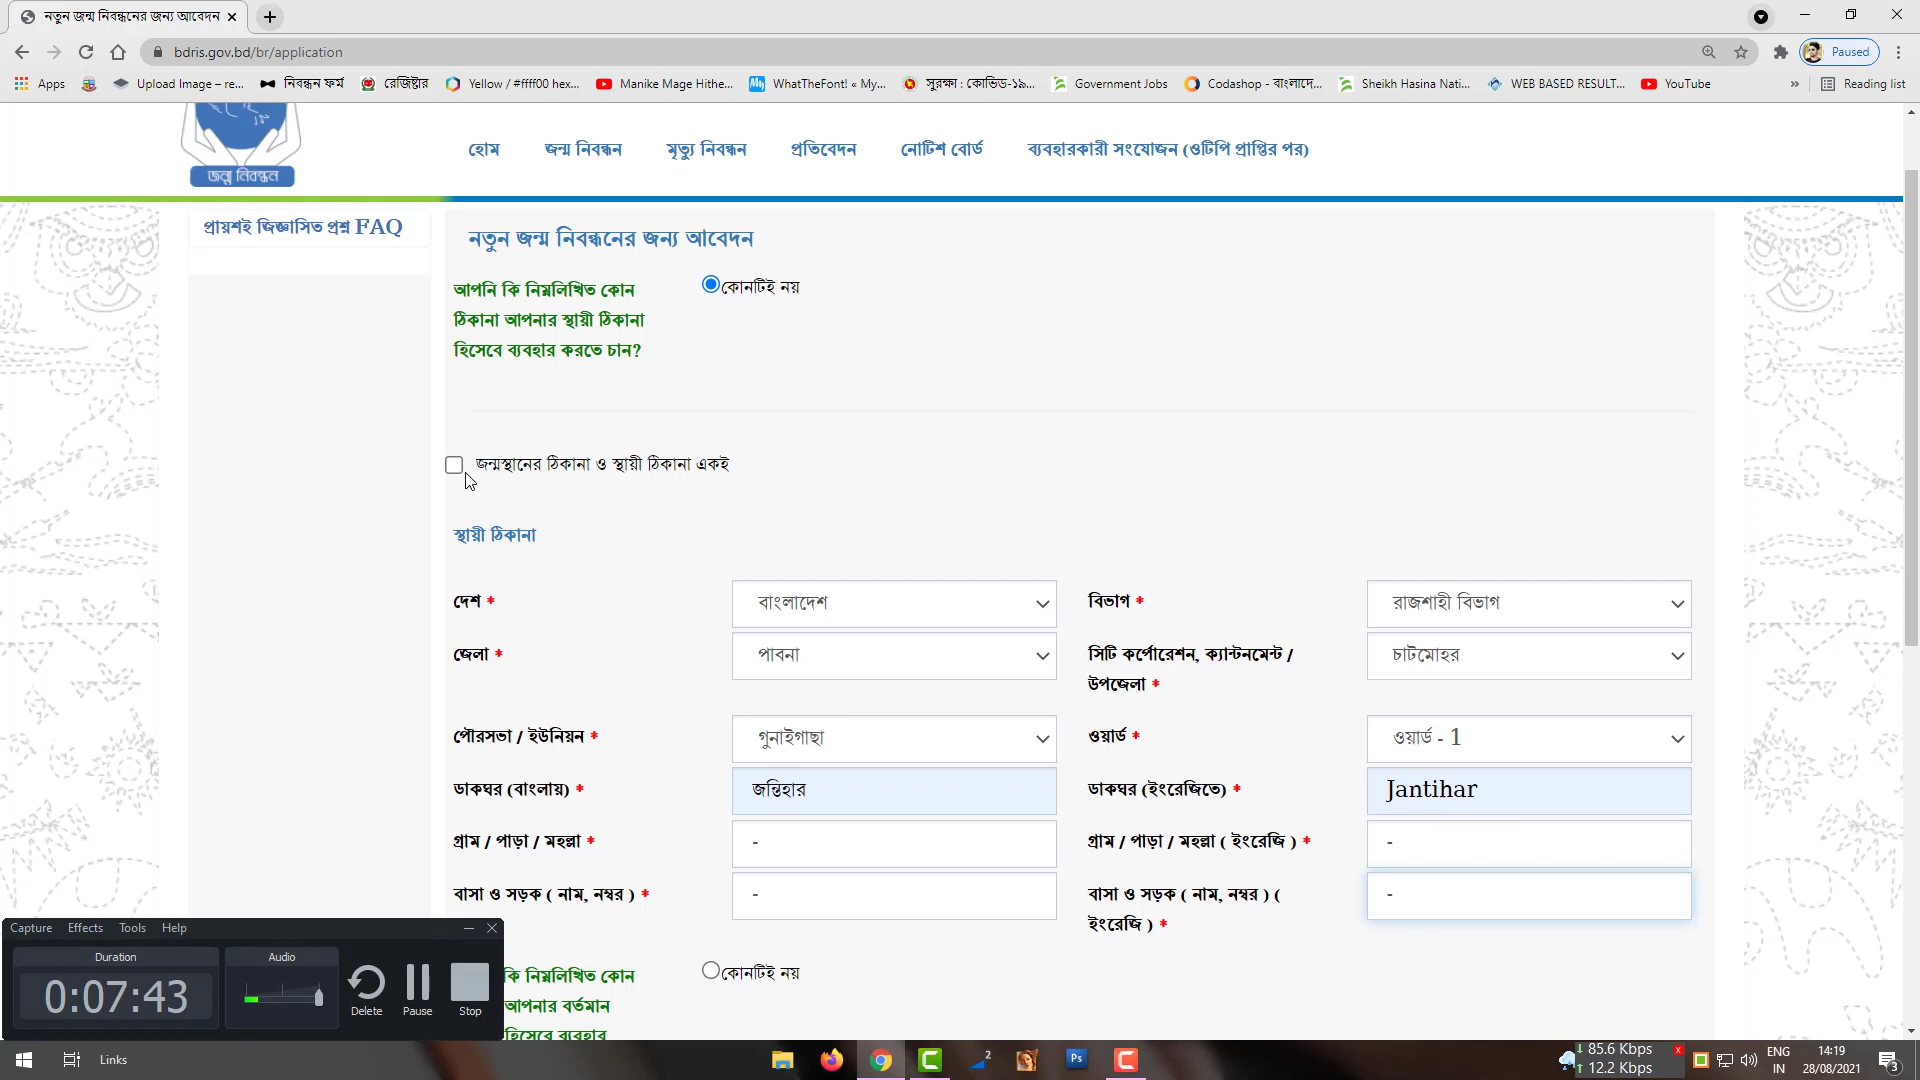 নতুন জন্ম নিবন্ধনের জন্য আবেদন
bdris.gov.bd/br/application
Paused
Apps
Upload Image – re...
নিবন্ধন ফর্ম
রেজিষ্টার
Yellow / #ffff00 hex...
Manike Mage Hithe...
WhatTheFont! « My...
সুরক্ষা : কোভিড-১৯...
Government Jobs
Codashop - বাংলাদে...
Sheikh Hasina Nati...
WEB BASED RESULT...
YouTube
»
Reading list
জন্ম নিবন্ধন
হোম
জন্ম নিবন্ধন
মৃত্যু নিবন্ধন
প্রতিবেদন
নোটিশ বোর্ড
ব্যবহারকারী সংযোজন (ওটিপি প্রাপ্তির পর)
প্রায়শই জিজ্ঞাসিত প্রশ্ন FAQ
নতুন জন্ম নিবন্ধনের জন্য আবেদন
আপনি কি নিম্নলিখিত কোন
ঠিকানা আপনার স্থায়ী ঠিকানা
হিসেবে ব্যবহার করতে চান?
কোনটিই নয়
জন্মস্থানের ঠিকানা ও স্থায়ী ঠিকানা একই
স্থায়ী ঠিকানা
দেশ *
বাংলাদেশ
বিভাগ *
রাজশাহী বিভাগ
জেলা *
পাবনা
সিটি কর্পোরেশন, ক্যান্টনমেন্ট /
উপজেলা *
চাটমোহর
পৌরসভা / ইউনিয়ন *
গুনাইগাছা
ওয়ার্ড *
ওয়ার্ড - 1
ডাকঘর (বাংলায়) *
জন্তিহার
ডাকঘর (ইংরেজিতে) *
Jantihar
গ্রাম / পাড়া / মহল্লা *
-
গ্রাম / পাড়া / মহল্লা ( ইংরেজি ) *
-
বাসা ও সড়ক ( নাম, নম্বর ) *
-
বাসা ও সড়ক ( নাম, নম্বর ) (
ইংরেজি ) *
-
কি নিম্নলিখিত কোন
আপনার বর্তমান
হিসেবে ব্যবহার
কোনটিই নয়
Capture Effects Tools Help
Duration
0:07:43
Audio
Delete
Pause
Stop
Links
2
Ps
85.6 Kbps
12.2 Kbps
ENG
IN
14:19
28/08/2021
3